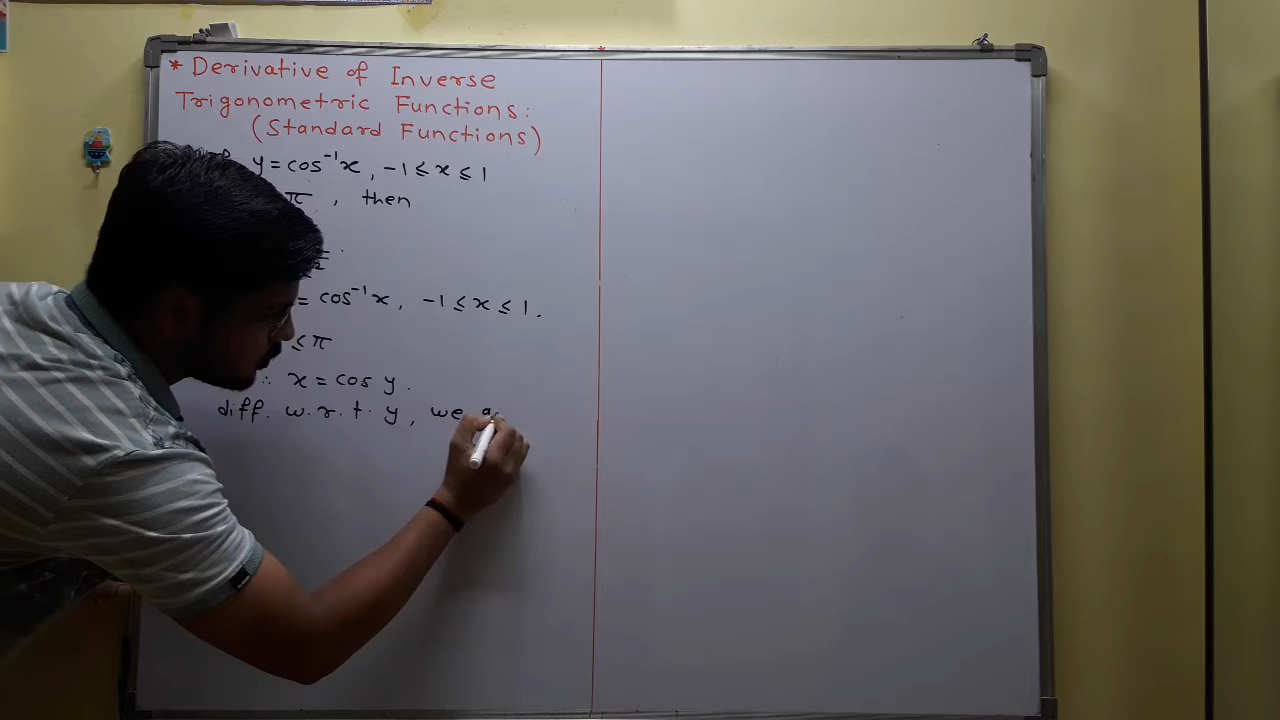 * Derivative of Inverse
Trigonometric Functions:
(Standard Functions)
y = cos⁻¹x, -1 ≤ x ≤ 1
π, then
= cos⁻¹x, -1 ≤ x ≤ 1.
≤ π
∴ x = cos y.
diff. w.r.t. y, we